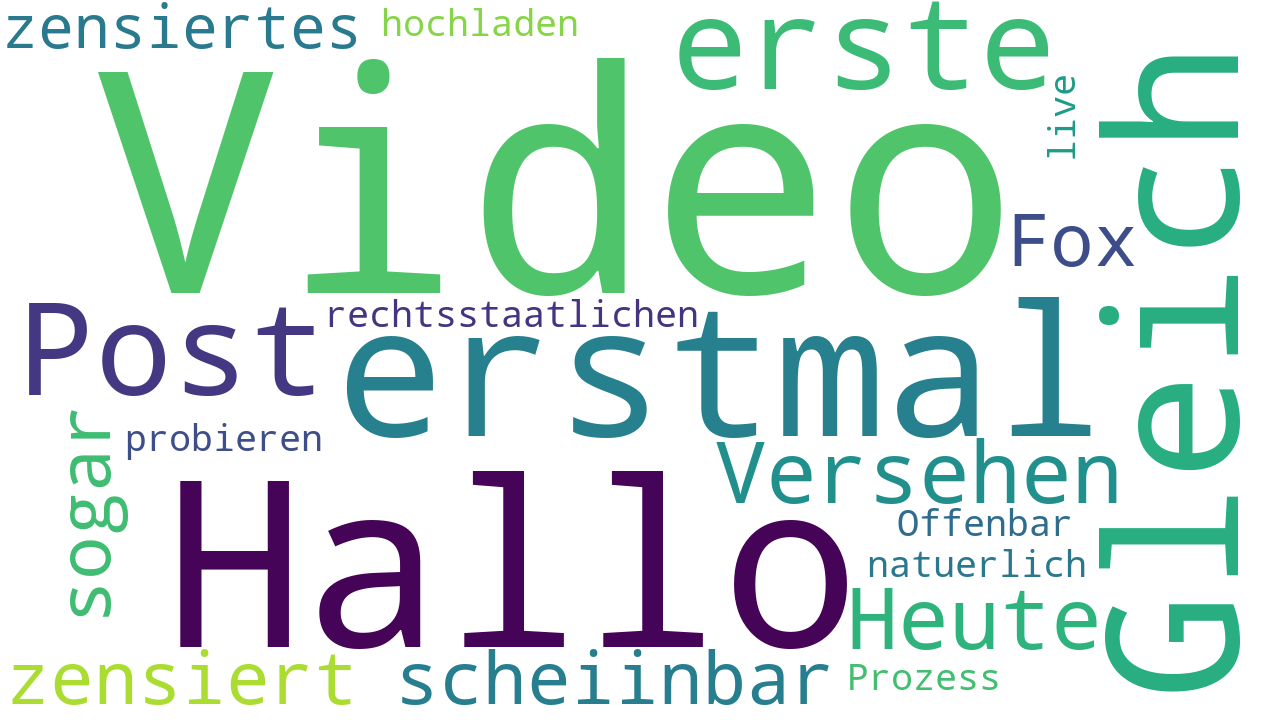 zensiertes
hochladen
erste
Video
live
Gleich
Fox
Post
rechtsstaatlichen
erstmal
sogar
probieren
Versehen
Hallo
Offenbar
natuerlich
Heute
zensiert
scheiinbar
Prozess